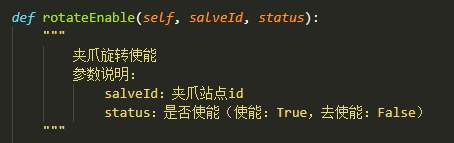 def rotateEnable(self, salveId, status):
"""
夹爪旋转使能
参数说明:
salveId: 夹爪站点id
status: 是否使能（使能: True, 去使能: False）
"""